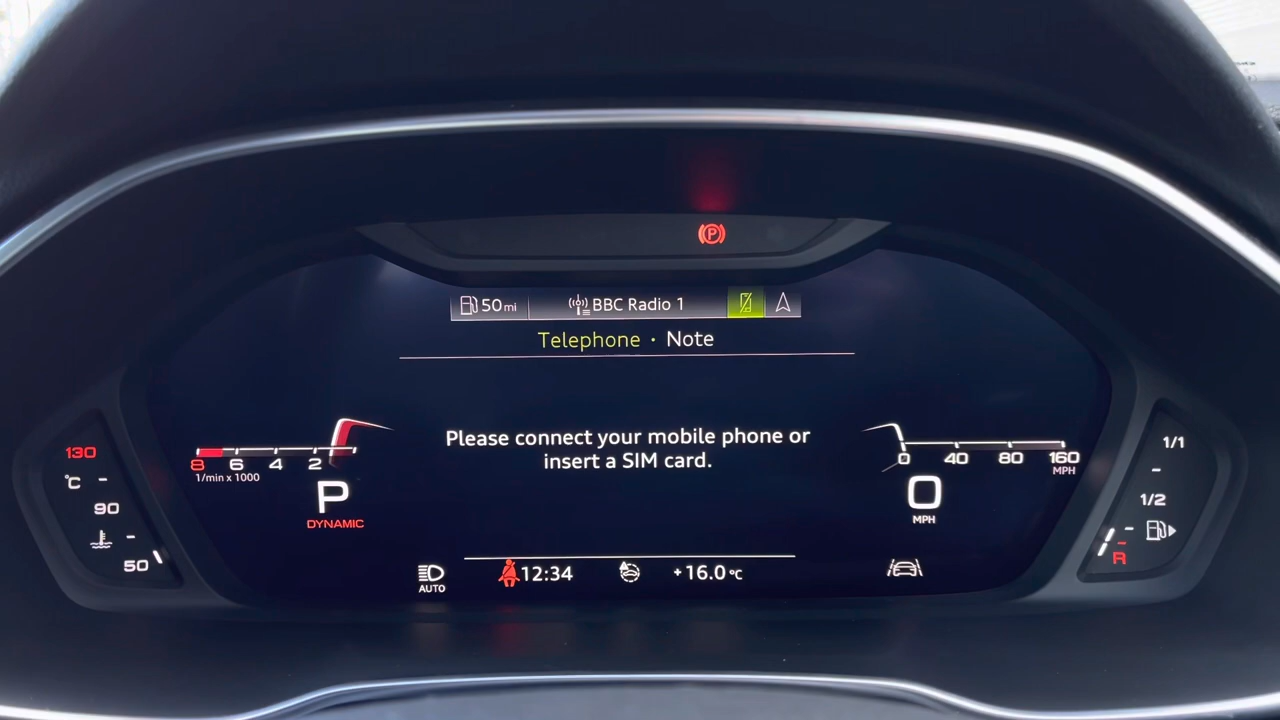 P
50 mi
BBC Radio 1
Telephone · Note
130
°C
90
50
8 6 4 2
1/min x 1000
P
DYNAMIC
Please connect your mobile phone or
insert a SIM card.
0 40 80 160
MPH
0
MPH
1/1
1/2
R
AUTO
12:34
+16.0 °C